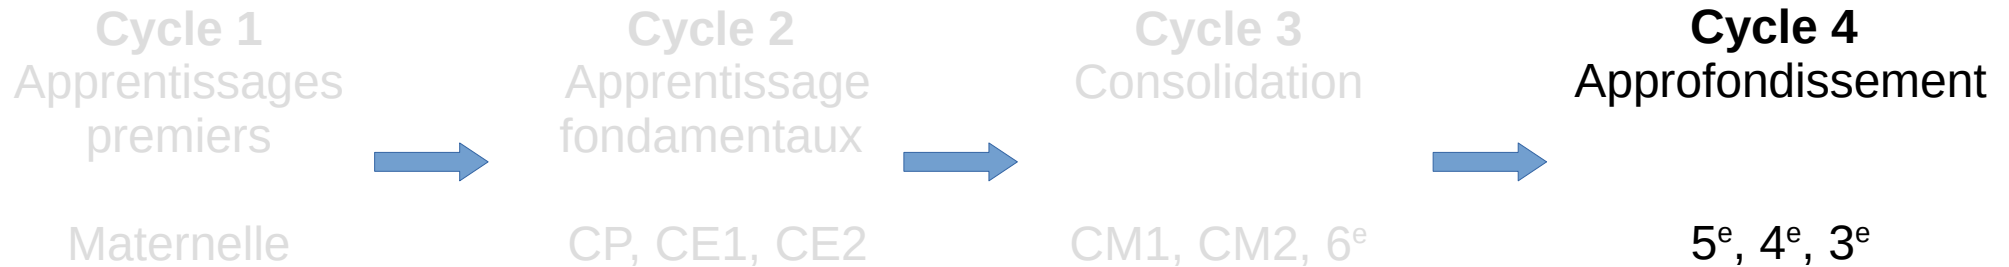 Cycle 1
Apprentissages
premiers
Maternelle
Cycle 2
Apprentissage
fondamentaux
CP, CE1, CE2
Cycle 3
Consolidation
CM1, CM2, 6ᵉ
Cycle 4
Approfondissement
5ᵉ, 4ᵉ, 3ᵉ